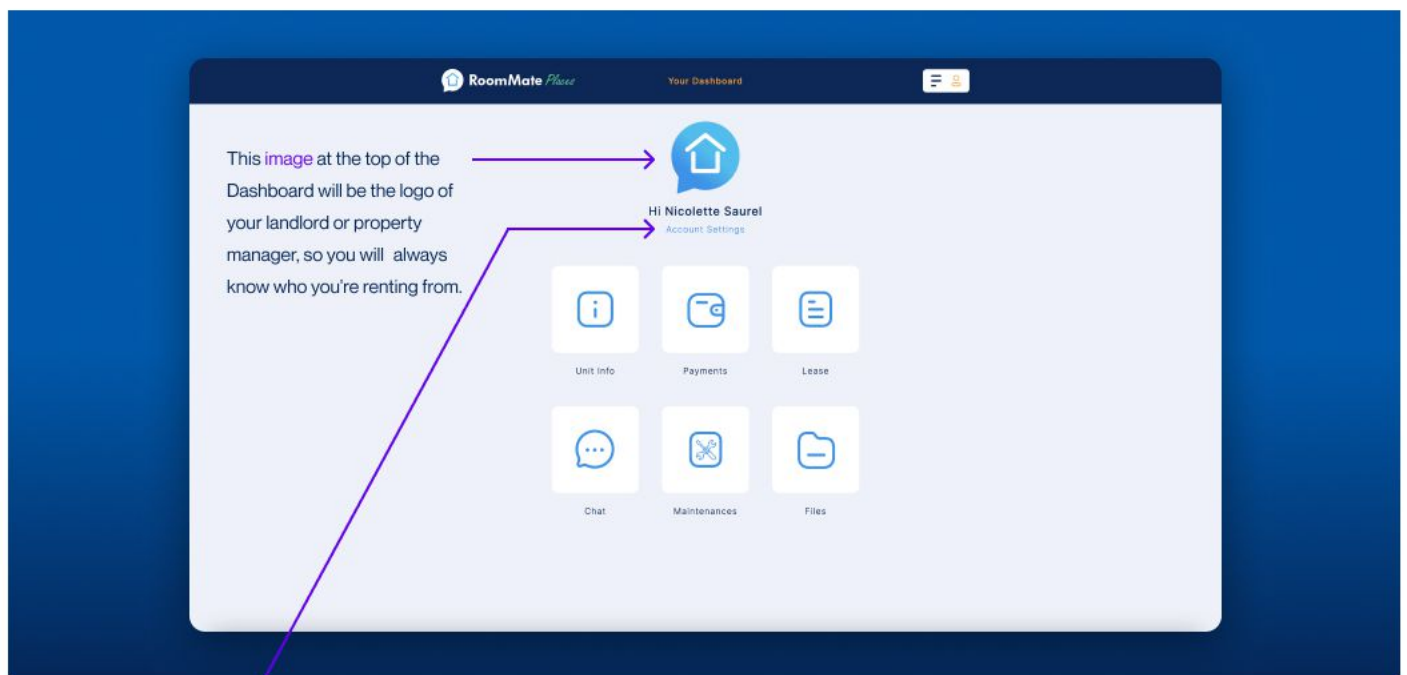 RoomMate Places
Your Dashboard
This image at the top of the
Dashboard will be the logo of
your landlord or property
manager, so you will always
know who you're renting from.
Hi Nicolette Saurel
Account Settings
Unit Info
Payments
Lease
Chat
Maintenances
Files